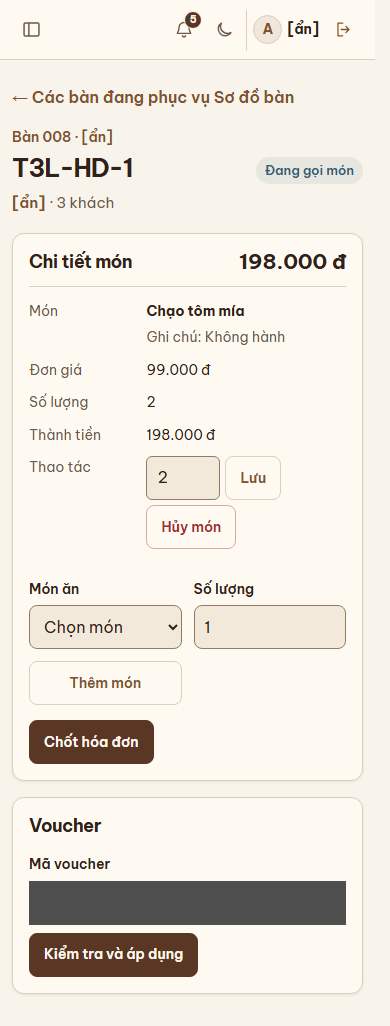 5
A [ẩn]
← Các bàn đang phục vụ Sơ đồ bàn
Bàn 008 · [ẩn]
T3L-HD-1
Đang gọi món
[ẩn] · 3 khách
Chi tiết món 198.000 đ
Món Chạo tôm mía
Ghi chú: Không hành
Đơn giá 99.000 đ
Số lượng 2
Thành tiền 198.000 đ
Thao tác 2 Lưu
Hủy món
Món ăn Số lượng
Chọn món 1
Thêm món
Chốt hóa đơn
Voucher
Mã voucher
Kiểm tra và áp dụng